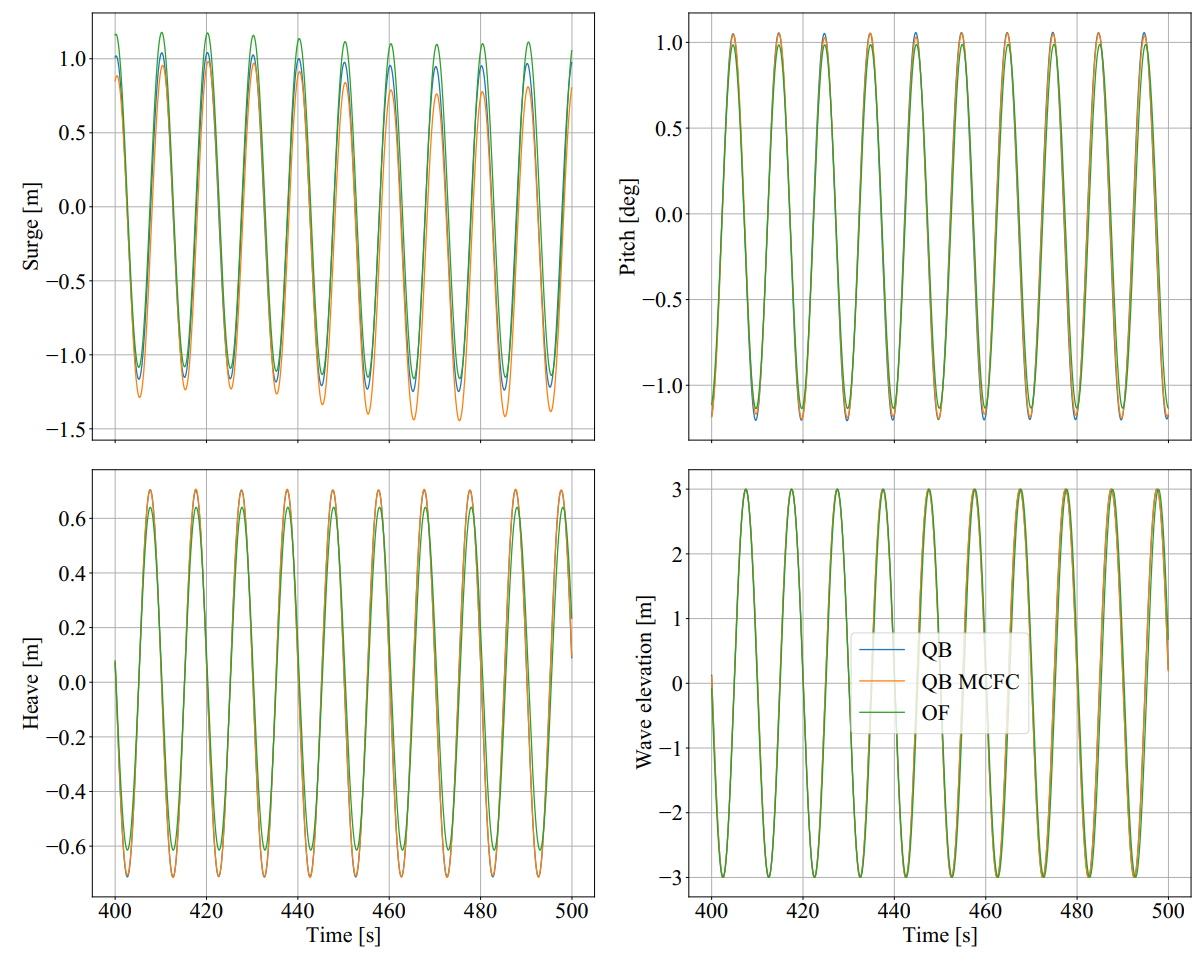 1.0
0.5
0.0
−0.5
−1.0
−1.5
Surge [m]
1.0
0.5
0.0
−0.5
−1.0
Pitch [deg]
0.6
0.4
0.2
0.0
−0.2
−0.4
−0.6
Heave [m]
400 420 440 460 480 500
Time [s]
3
2
1
0
−1
−2
−3
Wave elevation [m]
QB
QB MCFC
OF
400 420 440 460 480 500
Time [s]